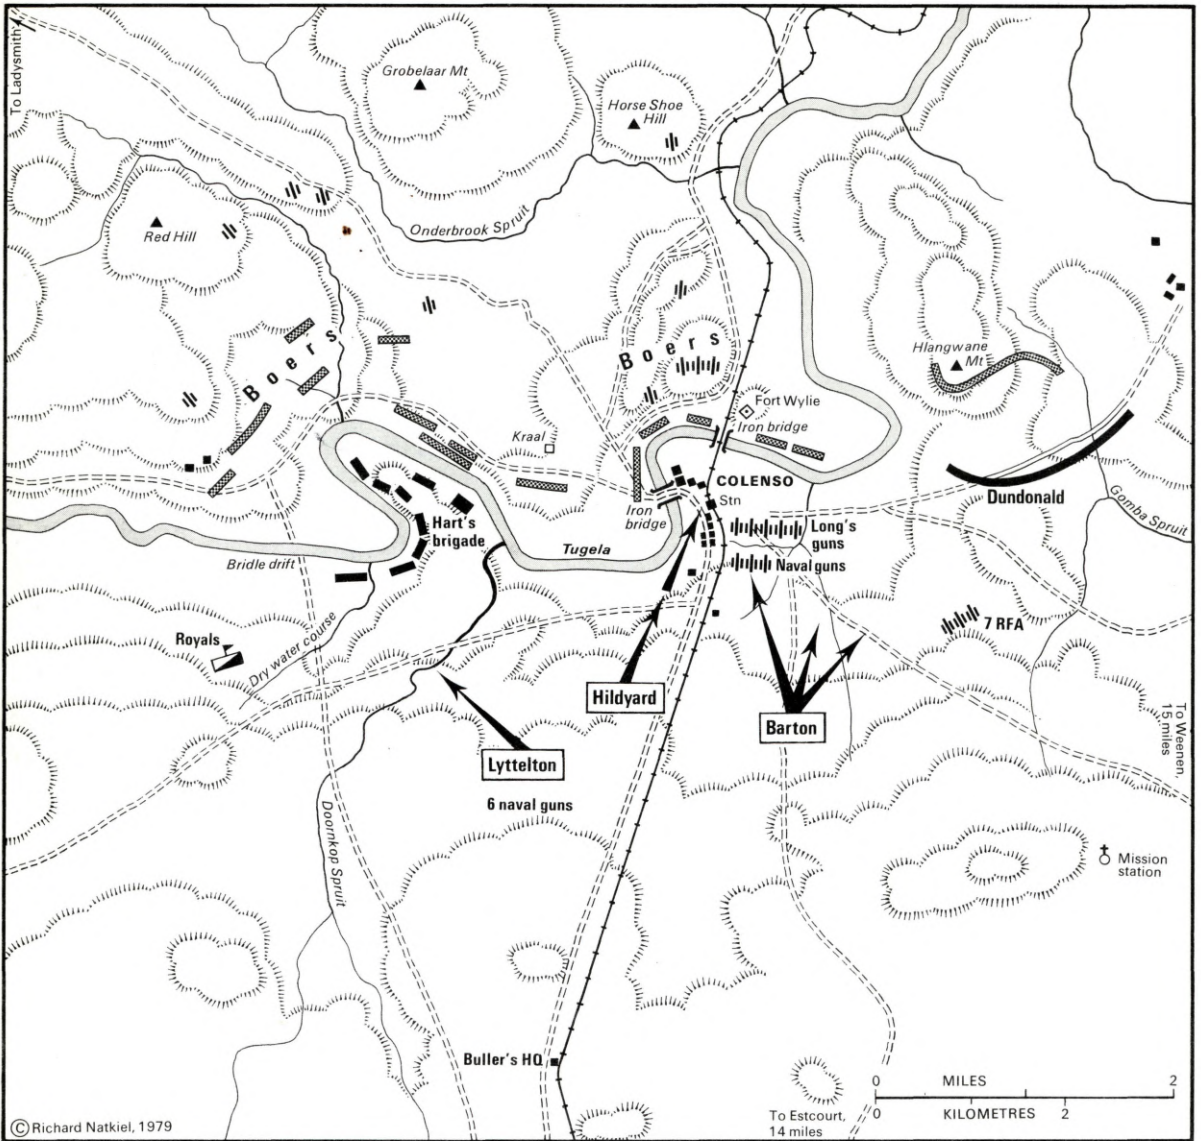 To Ladysmith
Grobelaar Mt
Horse Shoe
Hill
Red Hill
Onderbrook Spruit
Boers
Boers
Hlangwane
Mt
Fort Wylie
Iron bridge
Kraal
COLENSO
Stn
Iron
bridge
Dundonald
Gomba Spruit
Hart's
brigade
Long's
guns
Tugela
Naval guns
Bridle drift
7 RFA
Royals
Dry water course
Hildyard
Barton
To Weenen,
15 miles
Lyttelton
6 naval guns
Doornkop Spruit
Mission
station
Buller's HQ
0 MILES 2
0 KILOMETRES 2
To Estcourt,
14 miles
© Richard Natkiel, 1979